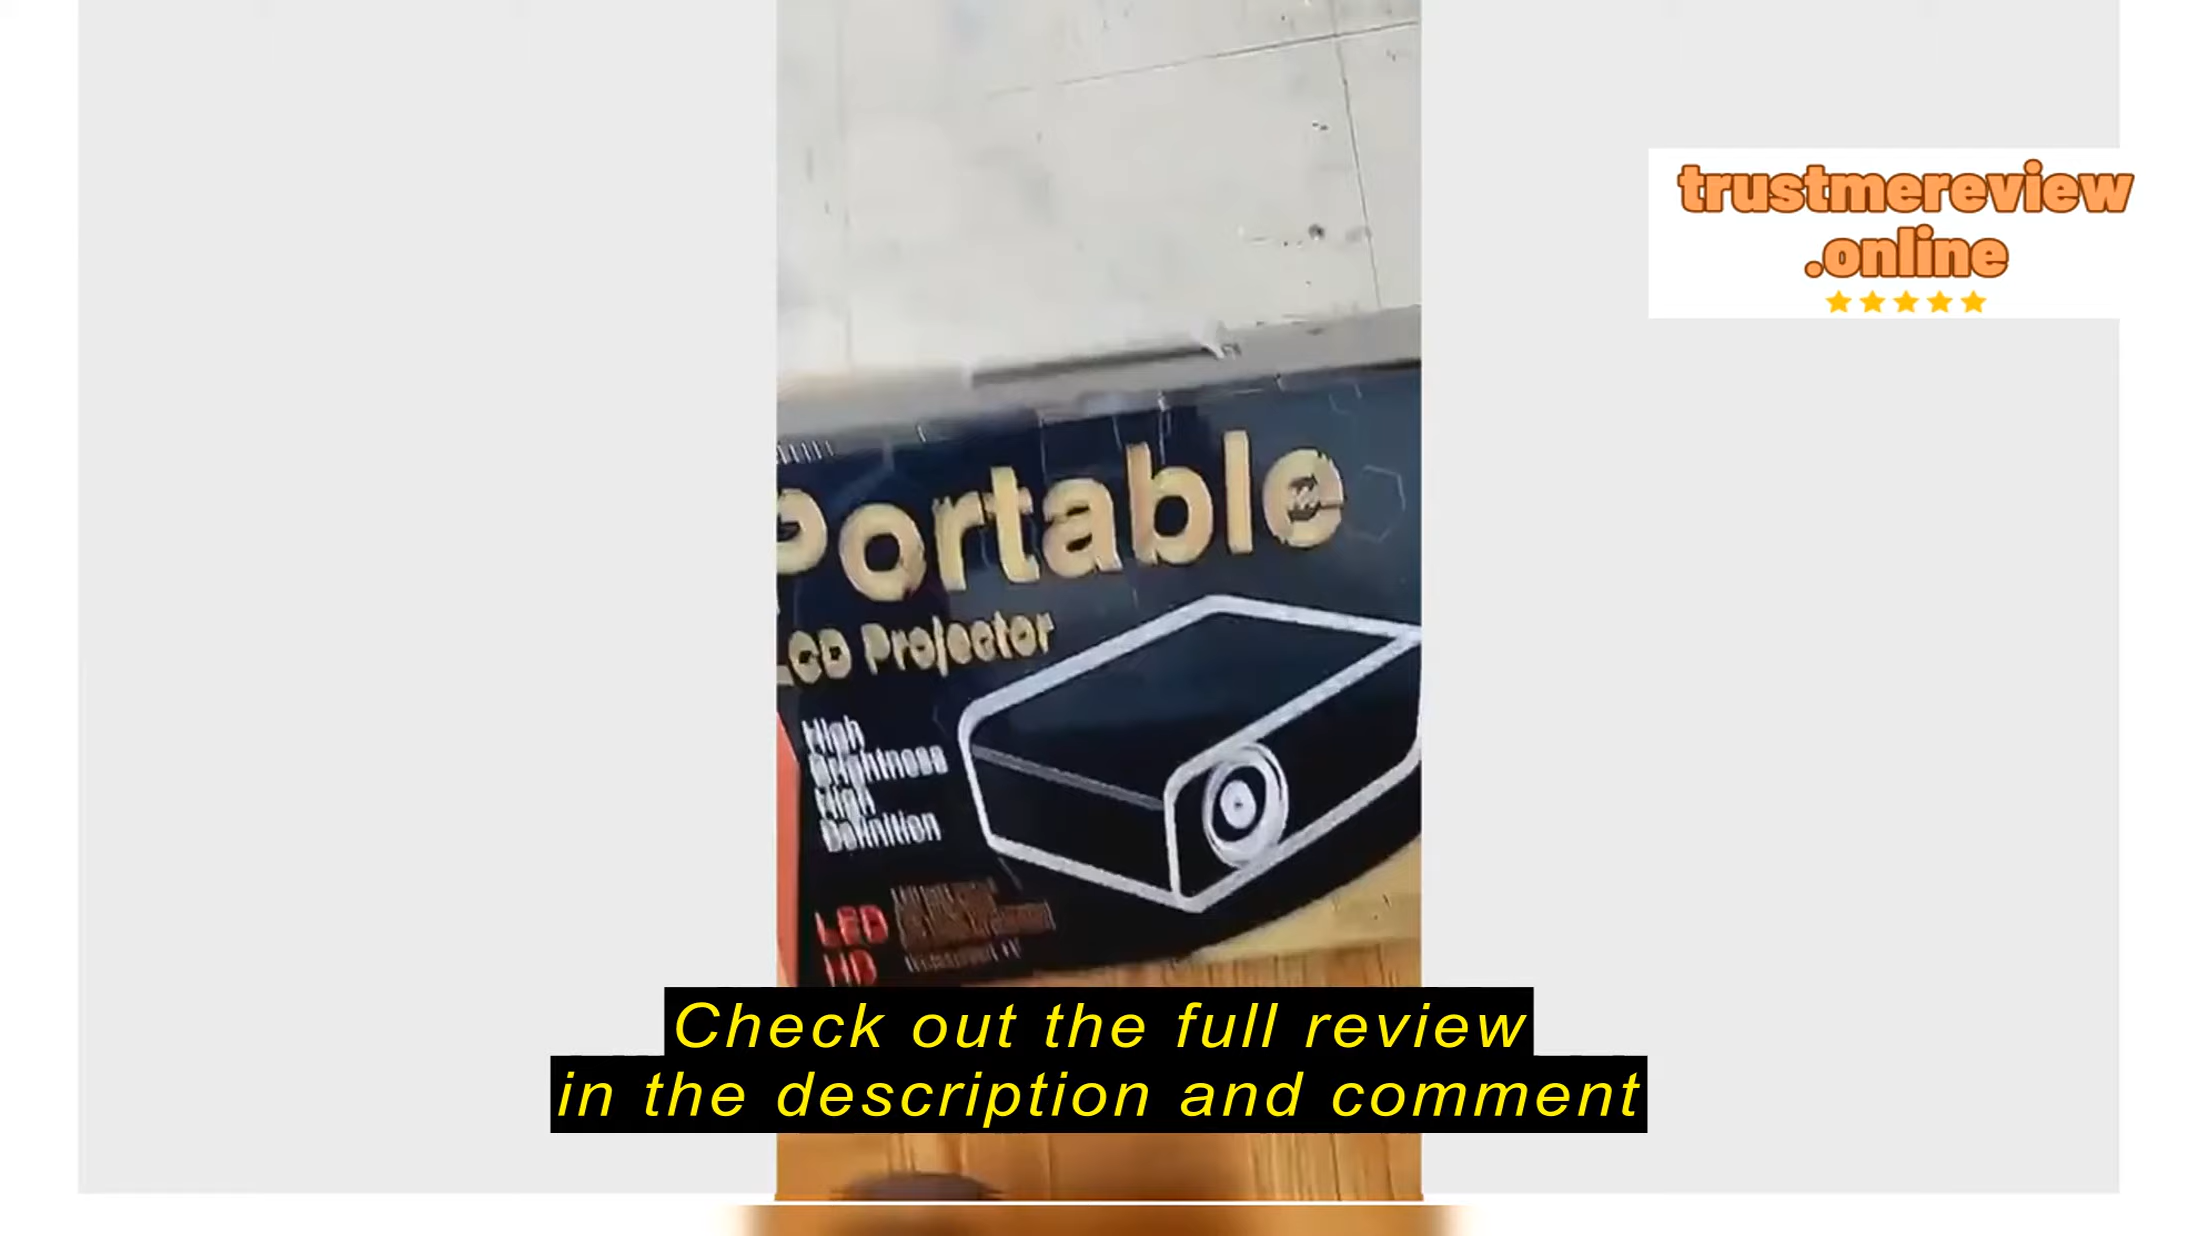 trustmereview
.online
Portable
LCD Projector
High
Brightness
High
Definition
LED
HD
Check out the full review
in the description and comment